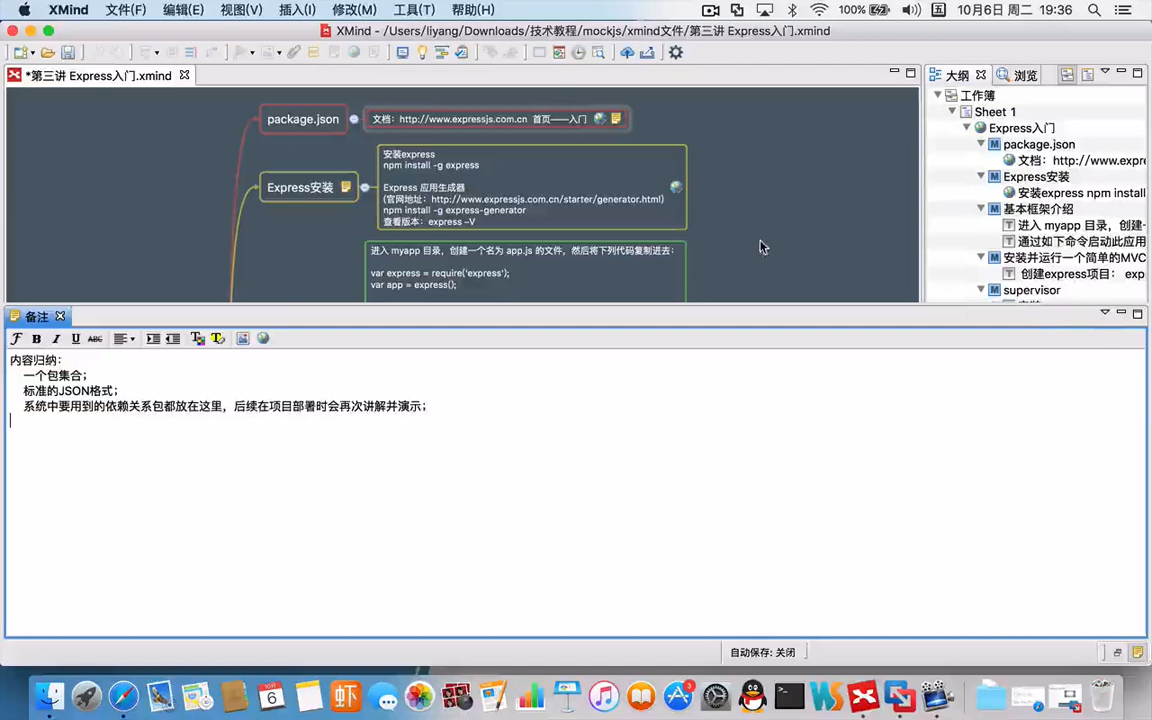 XMind 文件(F) 编辑(E) 视图(V) 插入(I) 修改(M) 工具(T) 帮助(H) 100% 五 10月6日 周二 19:36
XMind - /Users/liyang/Downloads/技术教程/mockjs/xmind文件/第三讲 Express入门.xmind
*第三讲 Express入门.xmind
大纲
浏览
工作簿
Sheet 1
Express入门
package.json
文档：http://www.expre
Express安装
安装express npm install
基本框架介绍
进入 myapp 目录，创建一
通过如下命令启动此应用
安装并运行一个简单的MVC
创建express项目： exp
supervisor
package.json
文档：http://www.expressjs.com.cn 首页——入门
Express安装
安装express
npm install -g express
Express 应用生成器
(官网地址：http://www.expressjs.com.cn/starter/generator.html)
npm install -g express-generator
查看版本：express –V
进入 myapp 目录，创建一个名为 app.js 的文件，然后将下列代码复制进去：
var express = require('express');
var app = express();
备注
F B I U ABC
内容归纳：
一个包集合；
标准的JSON格式；
系统中要用到的依赖关系包都放在这里，后续在项目部署时会再次讲解并演示；
自动保存: 关闭
6
虾
3